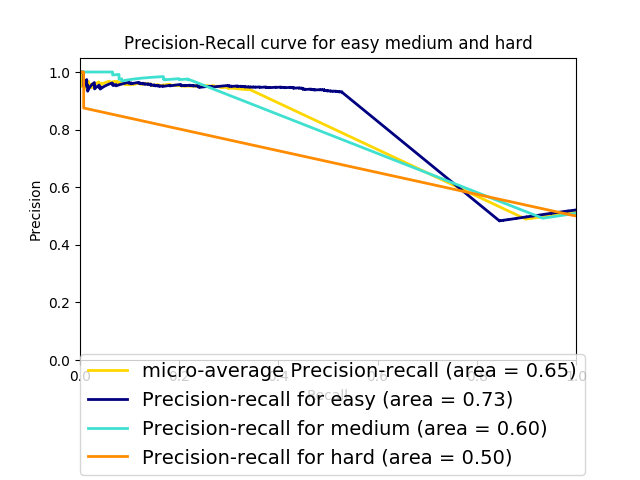 Precision-Recall curve for easy medium and hard
1.0
0.8
0.6
0.4
0.2
0.0
Precision
0.0 0.2 0.4 0.6 0.8 1.0
Recall
micro-average Precision-recall (area = 0.65)
Precision-recall for easy (area = 0.73)
Precision-recall for medium (area = 0.60)
Precision-recall for hard (area = 0.50)